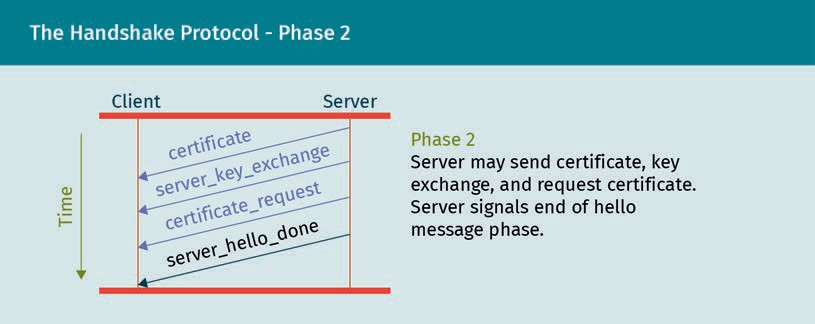 The Handshake Protocol - Phase 2
Client
Server
certificate
server_key_exchange
certificate_request
server_hello_done
Time
Phase 2
Server may send certificate, key
exchange, and request certificate.
Server signals end of hello
message phase.